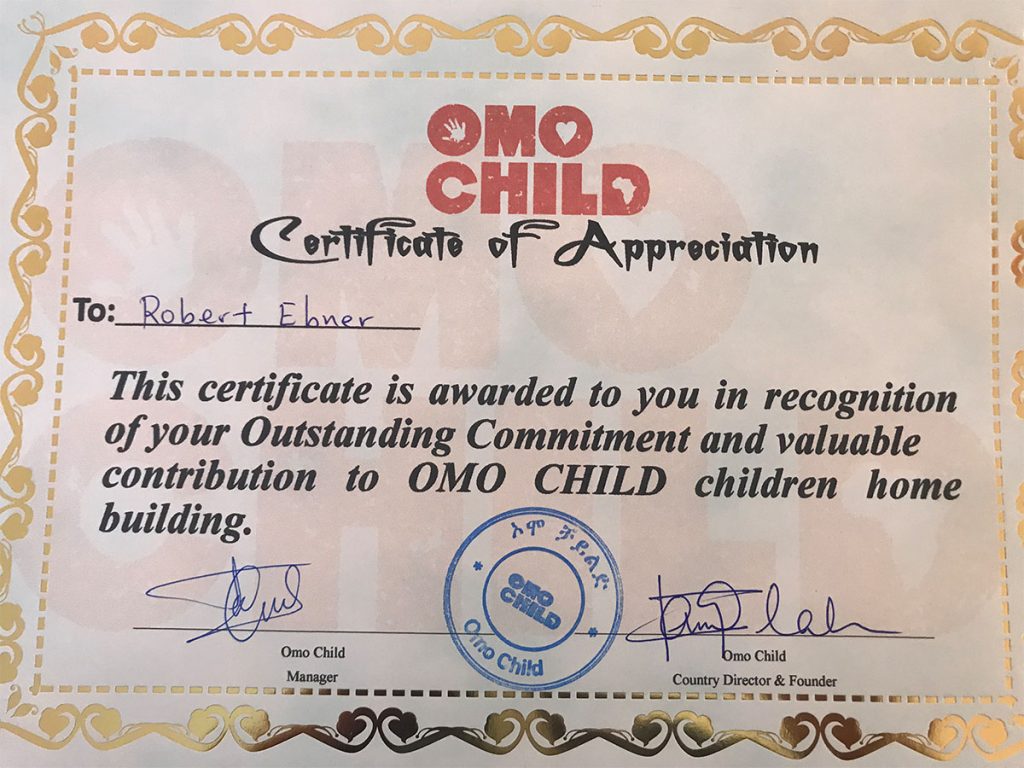 OMO
CHILD
Certificate of Appreciation
To: Robert Ebner
This certificate is awarded to you in recognition
of your Outstanding Commitment and valuable
contribution to OMO CHILD children home
building.
ኦሞ ቻይልድ
OMO
CHILD
Omo Child
Omo Child
Manager
Omo Child
Country Director & Founder